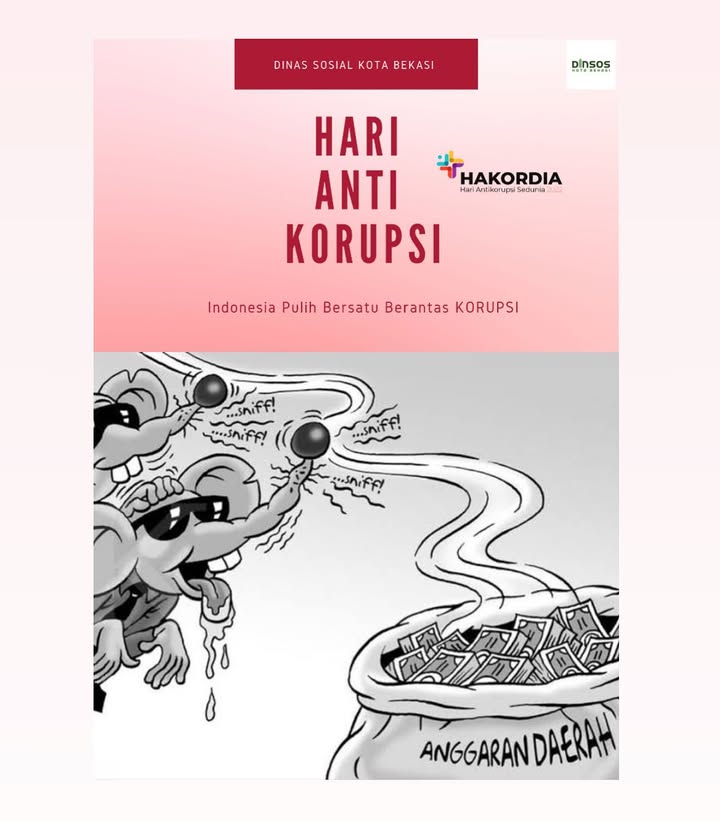 DINAS SOSIAL KOTA BEKASI
DINSOS
KOTA BEKASI
HARI
ANTI
KORUPSI
HAKORDIA
Hari Antikorupsi Sedunia 2022
Indonesia Pulih Bersatu Berantas KORUPSI
...sniff!
...sniff!
...sniff!
...sniff!
ANGGARAN DAERAH